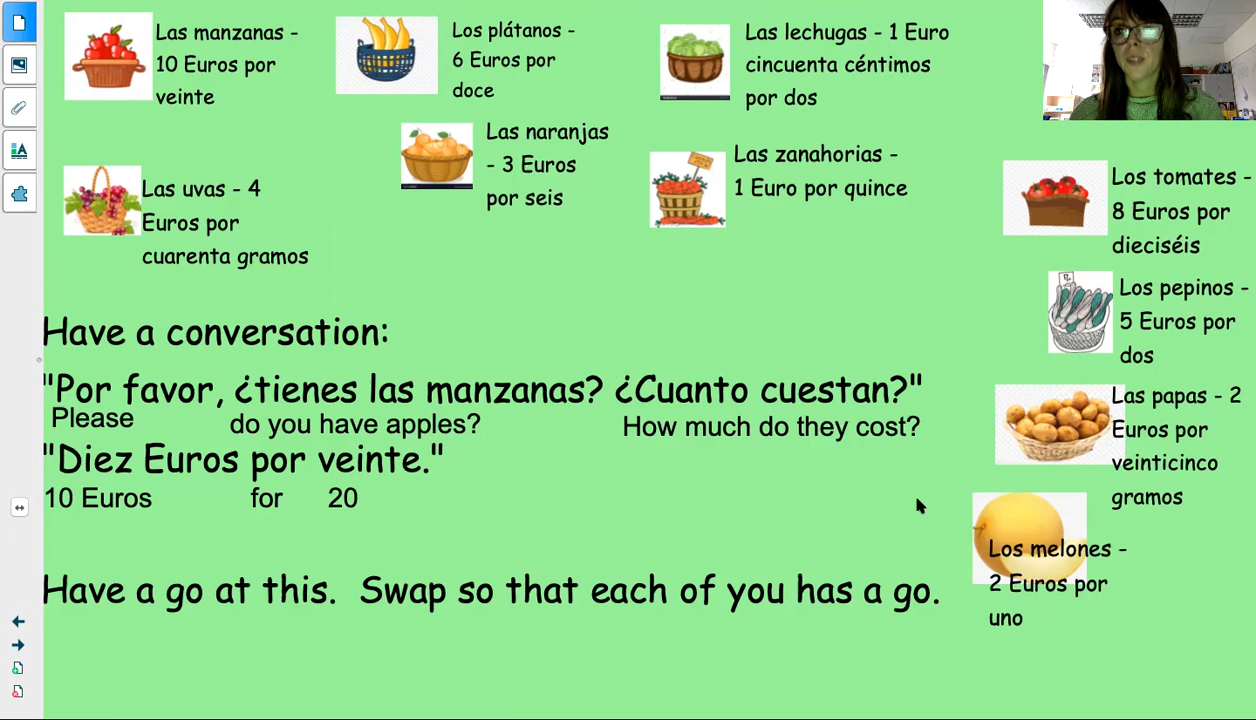 Las manzanas -
10 Euros por
veinte
Los plátanos -
6 Euros por
doce
Las lechugas - 1 Euro
cincuenta céntimos
por dos
Las naranjas
- 3 Euros
por seis
Las zanahorias -
1 Euro por quince
Las uvas - 4
Euros por
cuarenta gramos
Los tomates -
8 Euros por
dieciséis
Los pepinos -
5 Euros por
dos
Las papas - 2
Euros por
veinticinco
gramos
Los melones -
2 Euros por
uno
Have a conversation:
"Por favor, ¿tienes las manzanas? ¿Cuanto cuestan?"
Please do you have apples? How much do they cost?
"Diez Euros por veinte."
10 Euros for 20
Have a go at this. Swap so that each of you has a go.